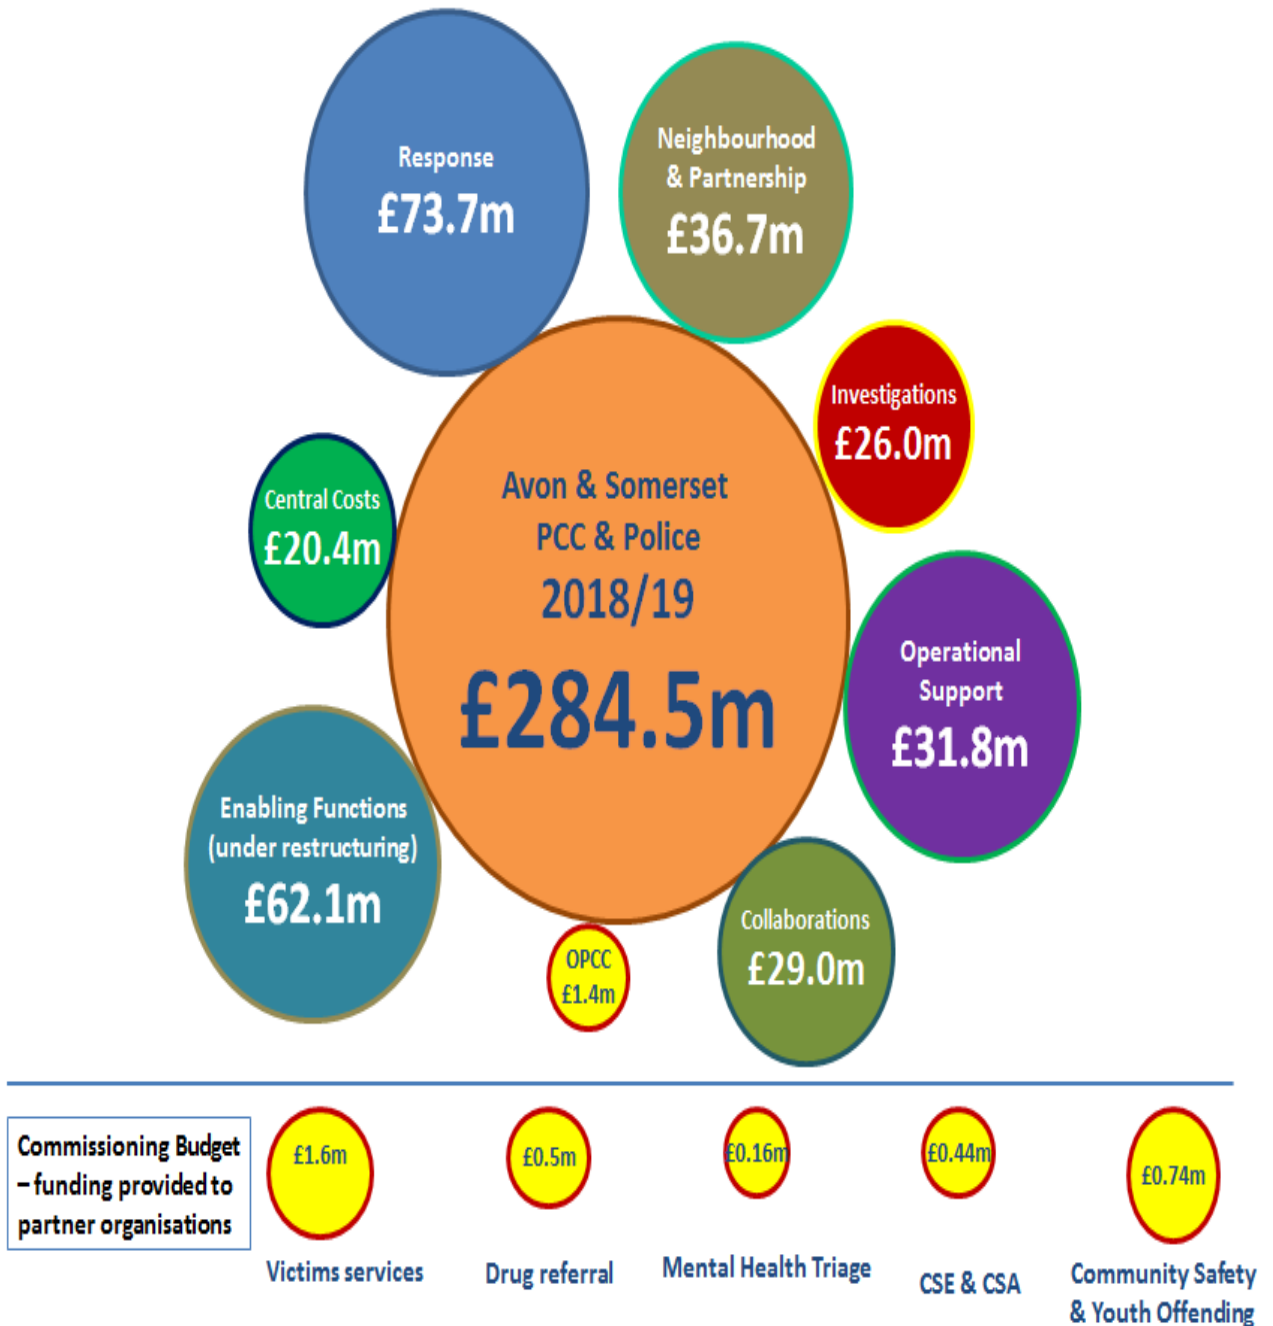 Response
£73.7m
Neighbourhood
& Partnership
£36.7m
Investigations
£26.0m
Central Costs
£20.4m
Avon & Somerset
PCC & Police
2018/19
£284.5m
Operational
Support
£31.8m
Enabling Functions
(under restructuring)
£62.1m
Collaborations
£29.0m
OPCC
£1.4m
Commissioning Budget
– funding provided to
partner organisations
£1.6m
Victims services
£0.5m
Drug referral
£0.16m
Mental Health Triage
£0.44m
CSE & CSA
£0.74m
Community Safety
& Youth Offending